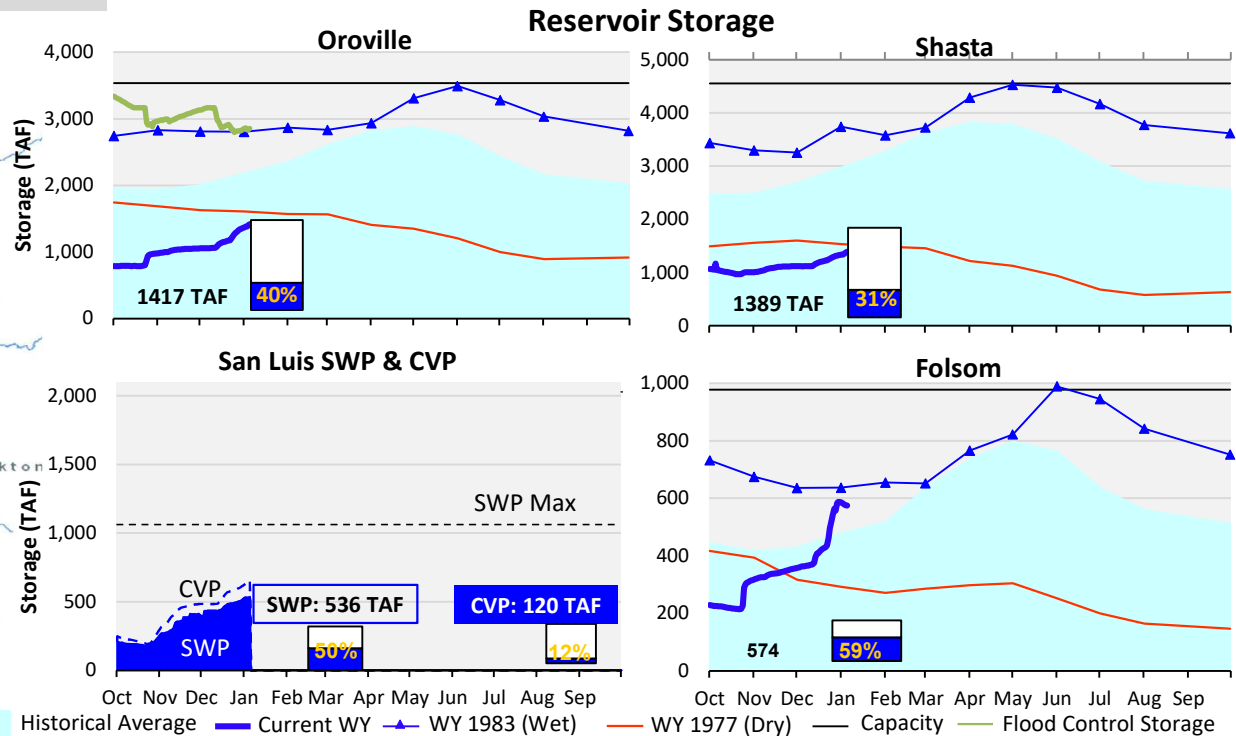 Reservoir Storage
Oroville
Storage (TAF)
4,000
3,000
2,000
1,000
0
1417 TAF
40%
Shasta
5,000
4,000
3,000
2,000
1,000
0
1389 TAF
31%
San Luis SWP & CVP
Storage (TAF)
2,000
1,500
1,000
500
0
SWP Max
CVP
SWP
SWP: 536 TAF
50%
CVP: 120 TAF
12%
Oct Nov Dec Jan Feb Mar Apr May Jun Jul Aug Sep
Folsom
1,000
800
600
400
200
0
574
59%
Oct Nov Dec Jan Feb Mar Apr May Jun Jul Aug Sep
kton
Historical Average Current WY WY 1983 (Wet) WY 1977 (Dry) Capacity Flood Control Storage